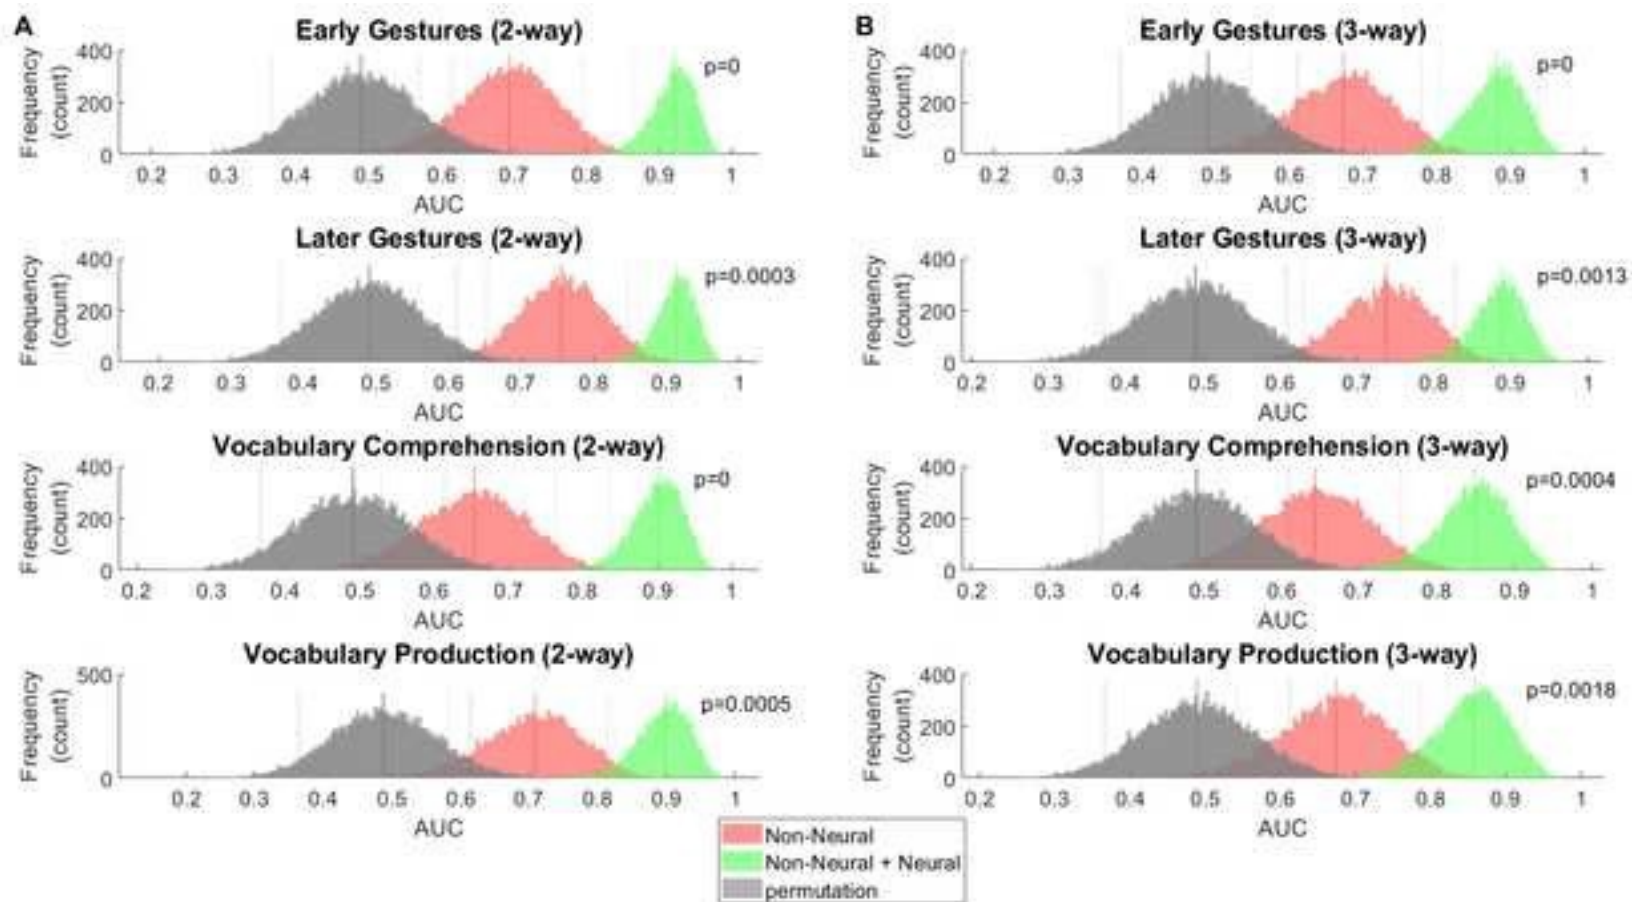 A
Early Gestures (2-way)
Frequency
(count)
400
200
0
p=0
0.2 0.3 0.4 0.5 0.6 0.7 0.8 0.9 1
AUC
Later Gestures (2-way)
Frequency
(count)
400
200
0
p=0.0003
0.2 0.3 0.4 0.5 0.6 0.7 0.8 0.9 1
AUC
Vocabulary Comprehension (2-way)
Frequency
(count)
400
200
0
p=0
0.2 0.3 0.4 0.5 0.6 0.7 0.8 0.9 1
AUC
Vocabulary Production (2-way)
Frequency
(count)
500
0
p=0.0005
0.2 0.3 0.4 0.5 0.6 0.7 0.8 0.9 1
AUC
B
Early Gestures (3-way)
Frequency
(count)
400
200
0
p=0
0.2 0.3 0.4 0.5 0.6 0.7 0.8 0.9 1
AUC
Later Gestures (3-way)
Frequency
(count)
400
200
0
p=0.0013
0.2 0.3 0.4 0.5 0.6 0.7 0.8 0.9 1
AUC
Vocabulary Comprehension (3-way)
Frequency
(count)
400
200
0
p=0.0004
0.2 0.3 0.4 0.5 0.6 0.7 0.8 0.9 1
AUC
Vocabulary Production (3-way)
Frequency
(count)
400
200
0
p=0.0018
0.2 0.3 0.4 0.5 0.6 0.7 0.8 0.9 1
AUC
Non-Neural
Non-Neural + Neural
permutation